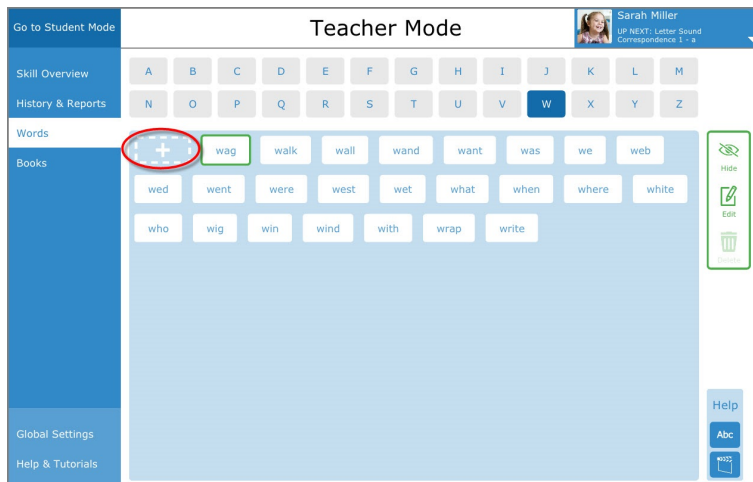 Go to Student Mode
Teacher Mode
Sarah Miller
UP NEXT: Letter Sound
Correspondence 1 - a
Skill Overview
History & Reports
Words
Books
Global Settings
Help & Tutorials
A B C D E F G H I J K L M
N O P Q R S T U V W X Y Z
+ wag walk wall wand want was we web
wed went were west wet what when where white
who wig win wind with wrap write
Hide
Edit
Delete
Help
Abc